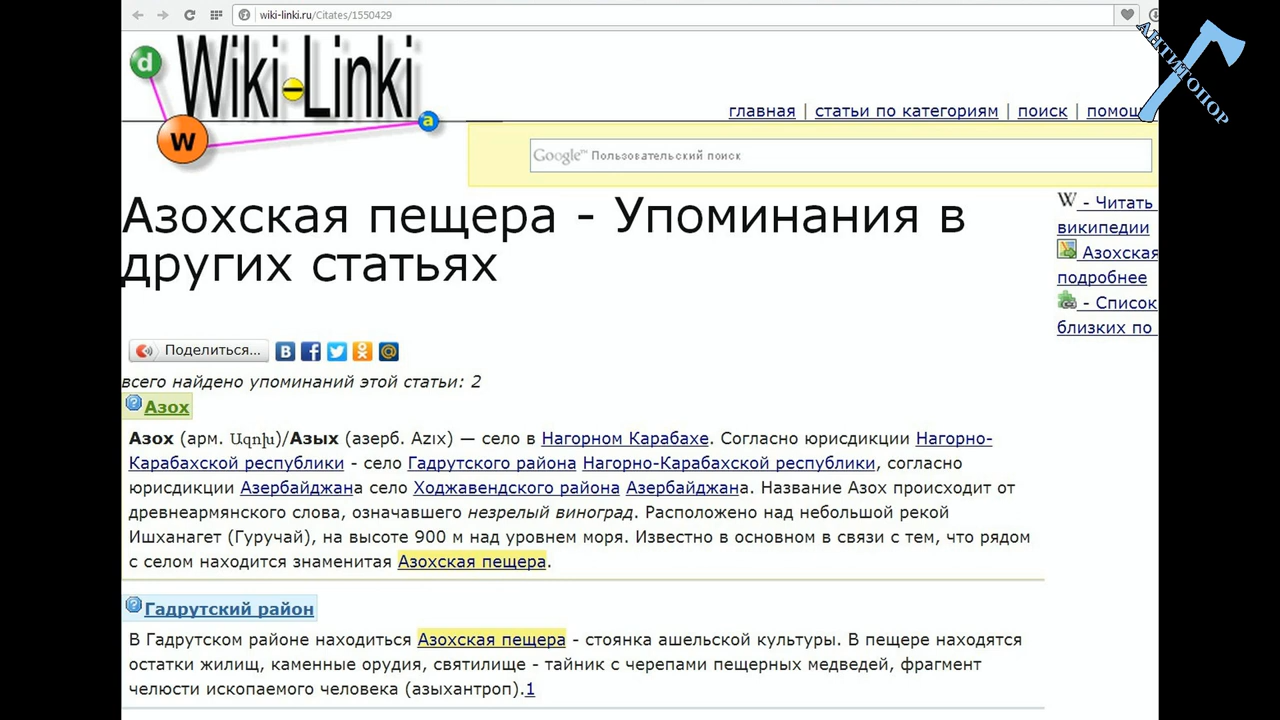 wiki-linki.ru/Citates/1550429
АНТИТОПОР
d
Wiki-Linki
w
a
главная | статьи по категориям | поиск |
Google™ Пользовательский поиск
Азохская пещера - Упоминания в
других статьях
W - Читать
википедии
Азохская
подробнее
- Список
близких по
Поделиться...
всего найдено упоминаний этой статьи: 2
Азох
Азох (арм. Ազոխ)/Азых (азерб. Azıx) — село в Нагорном Карабахе. Согласно юрисдикции Нагорно-
Карабахской республики - село Гадрутского района Нагорно-Карабахской республики, согласно
юрисдикции Азербайджана село Ходжавендского района Азербайджана. Название Азох происходит от
древнеармянского слова, означавшего незрелый виноград. Расположено над небольшой рекой
Ишханагет (Гуручай), на высоте 900 м над уровнем моря. Известно в основном в связи с тем, что рядом
с селом находится знаменитая Азохская пещера.
Гадрутский район
В Гадрутском районе находиться Азохская пещера - стоянка ашельской культуры. В пещере находятся
остатки жилищ, каменные орудия, святилище - тайник с черепами пещерных медведей, фрагмент
челюсти ископаемого человека (азыхантроп).1